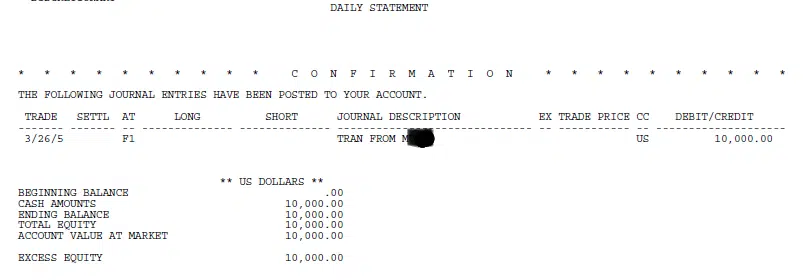 DAILY STATEMENT
* * * * * * * * * * C O N F I R M A T I O N * * * * * * * * * *
THE FOLLOWING JOURNAL ENTRIES HAVE BEEN POSTED TO YOUR ACCOUNT.
TRADE SETTL AT LONG SHORT JOURNAL DESCRIPTION EX TRADE PRICE CC DEBIT/CREDIT
3/26/5 F1 TRAN FROM US 10,000.00
** US DOLLARS **
BEGINNING BALANCE .00
CASH AMOUNTS 10,000.00
ENDING BALANCE 10,000.00
TOTAL EQUITY 10,000.00
ACCOUNT VALUE AT MARKET 10,000.00
EXCESS EQUITY 10,000.00